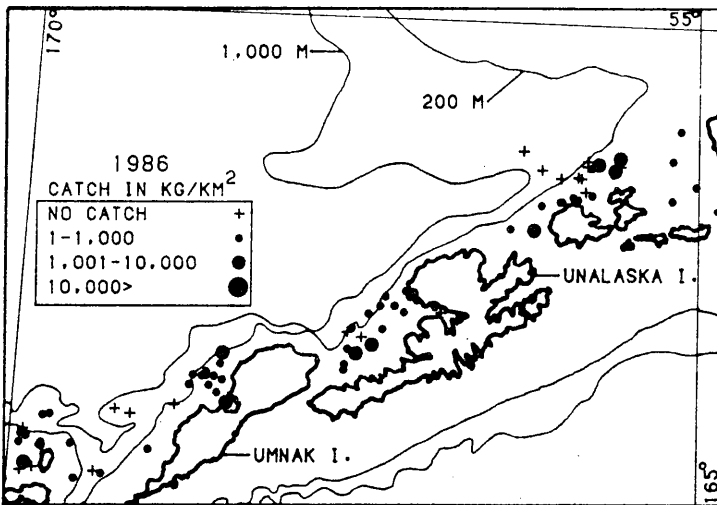 170°
55°
1,000 M
200 M
1986
CATCH IN KG/KM²
NO CATCH +
1-1,000
1,001-10,000
10,000>
UNALASKA I.
UMNAK I.
165°